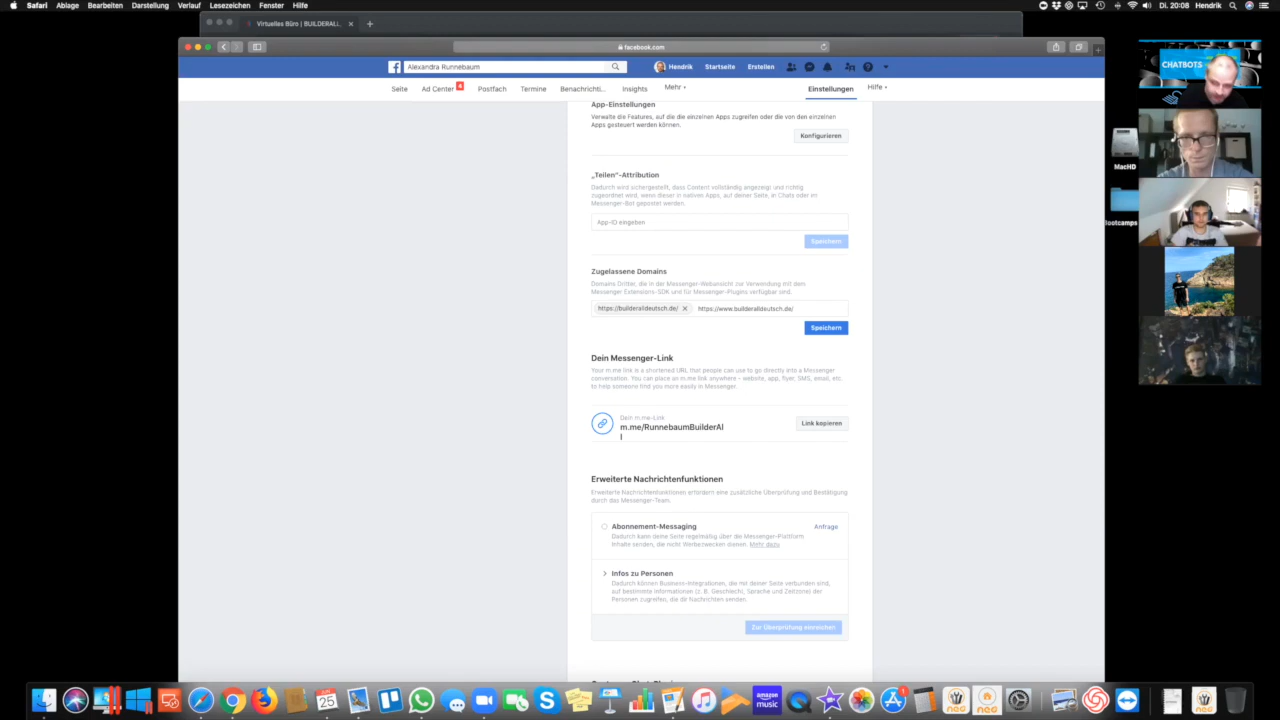 Safari Ablage Bearbeiten Darstellung Verlauf Lesezeichen Fenster Hilfe
Di. 20:08 Hendrik
Virtuelles Büro | BUILDERALL...
facebook.com
Alexandra Runnebaum
Hendrik Startseite Erstellen
Seite Ad Center 4 Postfach Termine Benachrichti... Insights Mehr Einstellungen Hilfe
App-Einstellungen
Verwalte die Features, auf die die einzelnen Apps zugreifen oder die von den einzelnen
Apps gesteuert werden können.
Konfigurieren
„Teilen“-Attribution
Dadurch wird sichergestellt, dass Content vollständig angezeigt und richtig
zugeordnet wird, wenn dieser in nativen Apps, auf deiner Seite, in Chats oder im
Messenger-Bot gepostet werden.
App-ID eingeben
Speichern
Zugelassene Domains
Domains Dritter, die in der Messenger-Webansicht zur Verwendung mit dem
Messenger Extensions-SDK und für Messenger-Plugins verfügbar sind.
https://builderalldeutsch.de/ https://www.builderalldeutsch.de/
Speichern
Dein Messenger-Link
Your m.me link is a shortened URL that people can use to go directly into a Messenger
conversation. You can place an m.me link anywhere - website, app, flyer, SMS, email, etc.
to help someone find you more easily in Messenger.
Dein m.me-Link
m.me/RunnebaumBuilderAl
l
Link kopieren
Erweiterte Nachrichtenfunktionen
Erweiterte Nachrichtenfunktionen erfordern eine zusätzliche Überprüfung und Bestätigung
durch das Messenger-Team.
Abonnement-Messaging Anfrage
Dadurch kann deine Seite regelmäßig über die Messenger-Plattform
Inhalte senden, die nicht Werbezwecken dienen. Mehr dazu
Infos zu Personen
Dadurch können Business-Integrationen, die mit deiner Seite verbunden sind,
auf bestimmte Informationen (z. B. Geschlecht, Sprache und Zeitzone) der
Personen zugreifen, die dir Nachrichten senden.
Zur Überprüfung einreichen
CHATBOTS
MacHD
ootcamps
JUN
25
amazon
music
1
neo
neo
neo